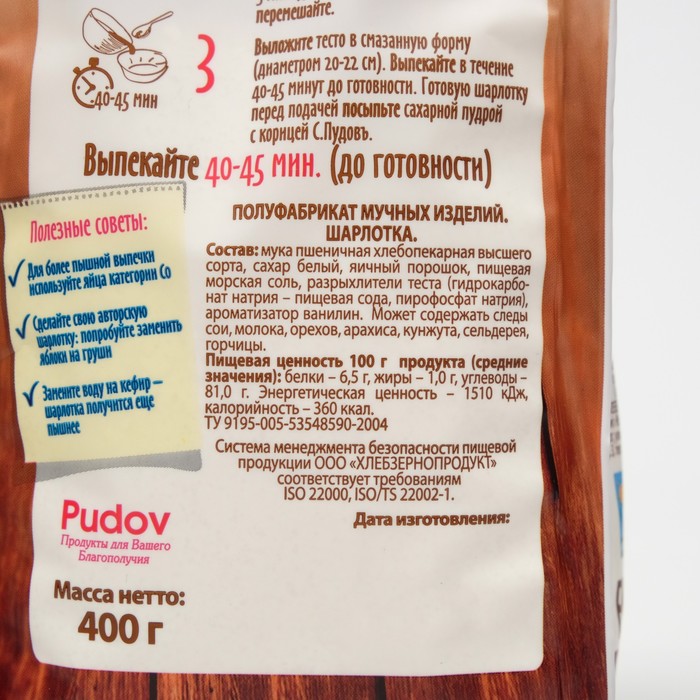 перемешайте.
40-45 мин
3
Выложите тесто в смазанную форму
(диаметром 20-22 см). Выпекайте в течение
40-45 минут до готовности. Готовую шарлотку
перед подачей посыпьте сахарной пудрой
с корицей С.Пудовъ.
Выпекайте 40-45 мин. (до готовности)
Полезные советы:
Для более пышной выпечки
используйте яйца категории Со
Сделайте свою авторскую
шарлотку: попробуйте заменить
яблоки на груши
Замените воду на кефир –
шарлотка получится еще
пышнее
ПОЛУФАБРИКАТ МУЧНЫХ ИЗДЕЛИЙ.
ШАРЛОТКА.
Состав: мука пшеничная хлебопекарная высшего
сорта, сахар белый, яичный порошок, пищевая
морская соль, разрыхлители теста (гидрокарбо-
нат натрия – пищевая сода, пирофосфат натрия),
ароматизатор ванилин. Может содержать следы
сои, молока, орехов, арахиса, кунжута, сельдерея,
горчицы.
Пищевая ценность 100 г продукта (средние
значения): белки – 6,5 г, жиры – 1,0 г, углеводы –
81,0 г. Энергетическая ценность – 1510 кДж,
калорийность – 360 ккал.
ТУ 9195-005-53548590-2004
Система менеджмента безопасности пищевой
продукции ООО «ХЛЕБЗЕРНОПРОДУКТ»
соответствует требованиям
ISO 22000, ISO/TS 22002-1.
Дата изготовления:
Pudov
Продукты для Вашего
Благополучия
Масса нетто:
400 г